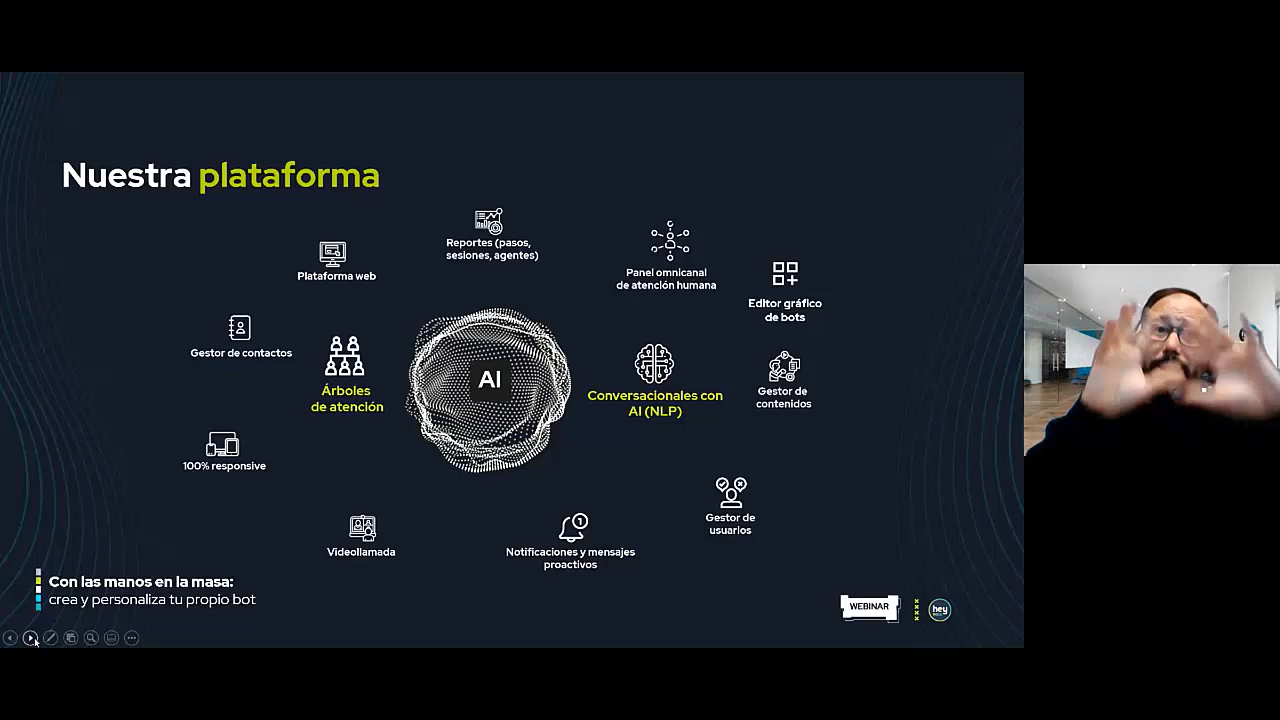 Nuestra plataforma
Reportes (pasos,
sesiones, agentes)
Plataforma web
Panel omnicanal
de atención humana
Editor gráfico
de bots
Gestor de contactos
Árboles
de atención
AI
Conversacionales con
AI (NLP)
Gestor de
contenidos
100% responsive
Gestor de
usuarios
Videollamada
1
Notificaciones y mensajes
proactivos
Con las manos en la masa:
crea y personaliza tu propio bot
WEBINAR
hey